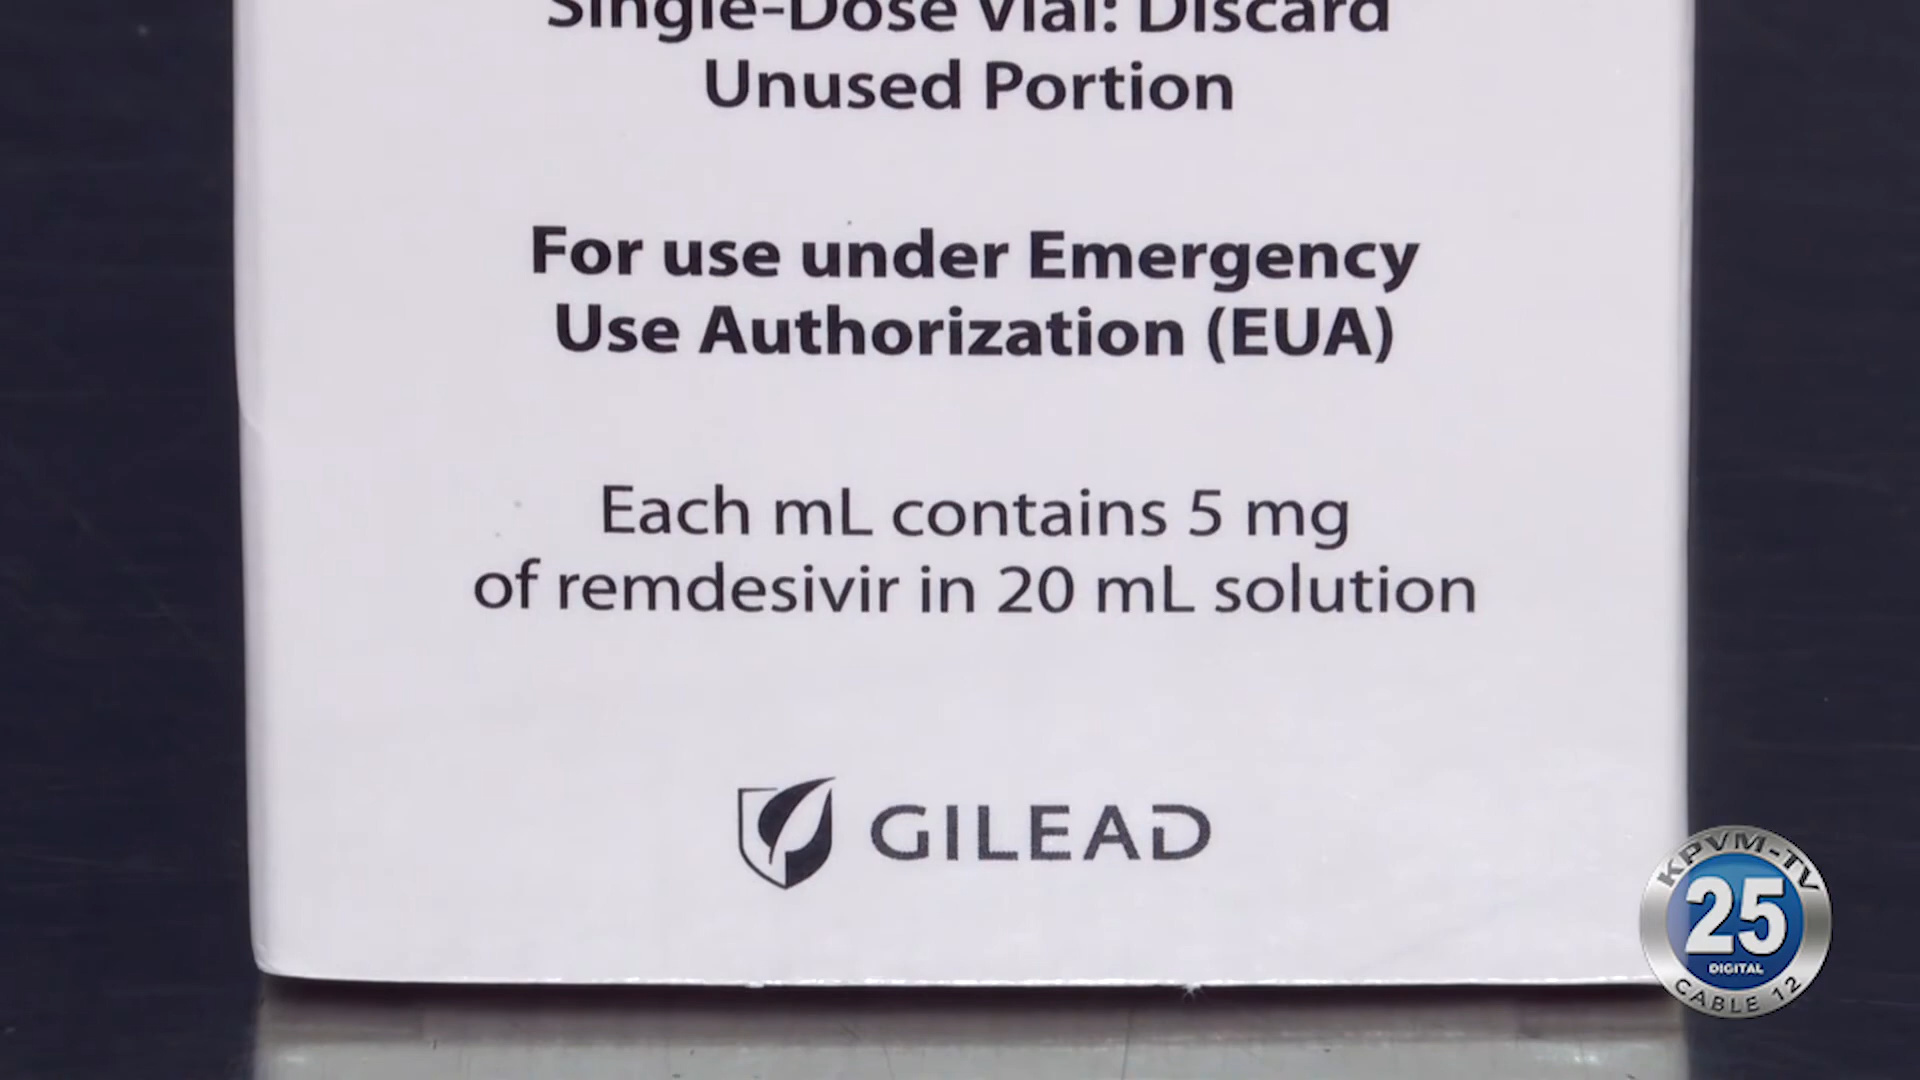 Single-Dose Vial: Discard
Unused Portion
For use under Emergency
Use Authorization (EUA)
Each mL contains 5 mg
of remdesivir in 20 mL solution
GILEAD
KPVM-TV
25
DIGITAL
CABLE 12